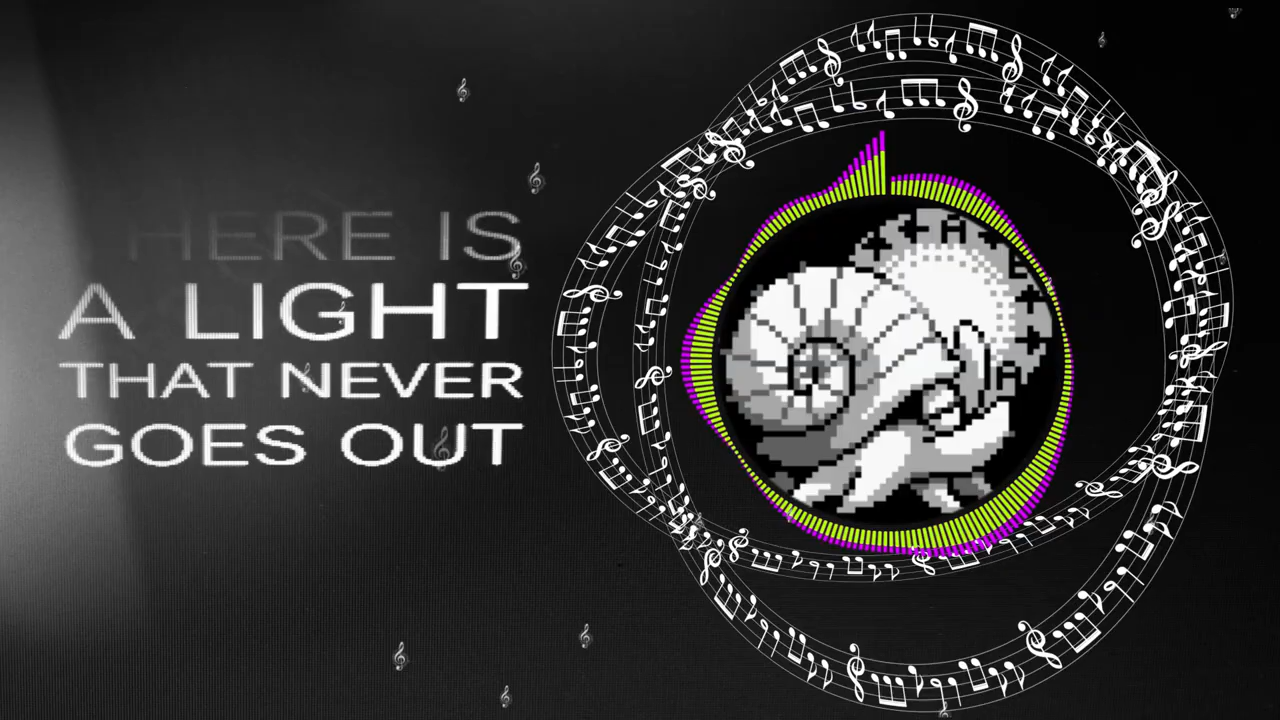 HERE IS
A LIGHT
THAT NEVER
GOES OUT
A
B
A